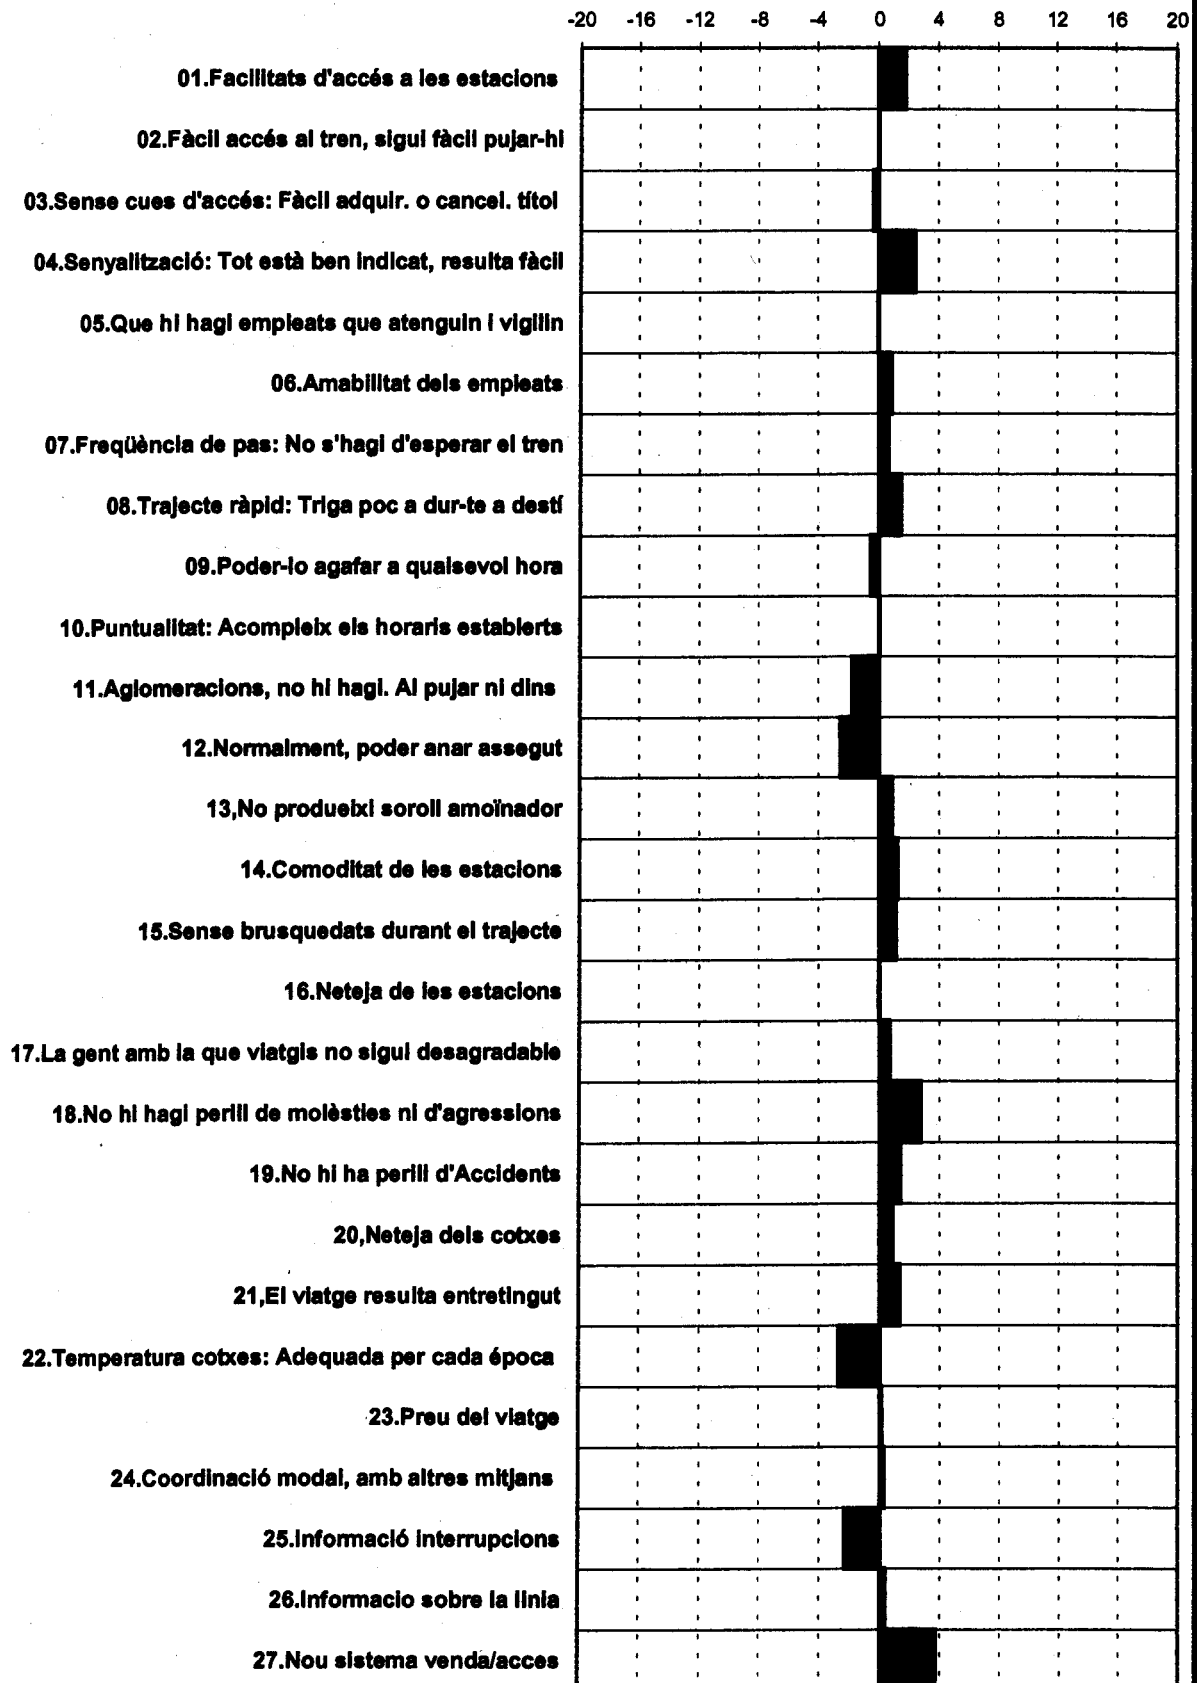 -20 -16 -12 -8 -4 0 4 8 12 16 20
01.Facilitats d'accés a les estacions
02.Fàcil accés al tren, sigui fàcil pujar-hi
03.Sense cues d'accés: Fàcil adquir. o cancel. títol
04.Senyalització: Tot està ben indicat, resulta fàcil
05.Que hi hagi empleats que atenguin i vigilin
06.Amabilitat dels empleats
07.Freqüència de pas: No s'hagi d'esperar el tren
08.Trajecte ràpid: Triga poc a dur-te a destí
09.Poder-lo agafar a qualsevol hora
10.Puntualitat: Acompleix els horaris establerts
11.Aglomeracions, no hi hagi. Al pujar ni dins
12.Normalment, poder anar assegut
13,No produeixi soroll amoïnador
14.Comoditat de les estacions
15.Sense brusquedats durant el trajecte
16.Neteja de les estacions
17.La gent amb la que viatgis no sigui desagradable
18.No hi hagi perill de molèsties ni d'agressions
19.No hi ha perill d'Accidents
20,Neteja dels cotxes
21,El viatge resulta entretingut
22.Temperatura cotxes: Adequada per cada época
23.Preu del viatge
24.Coordinació modal, amb altres mitjans
25.Informació interrupcions
26.Informacio sobre la linia
27.Nou sistema venda/acces